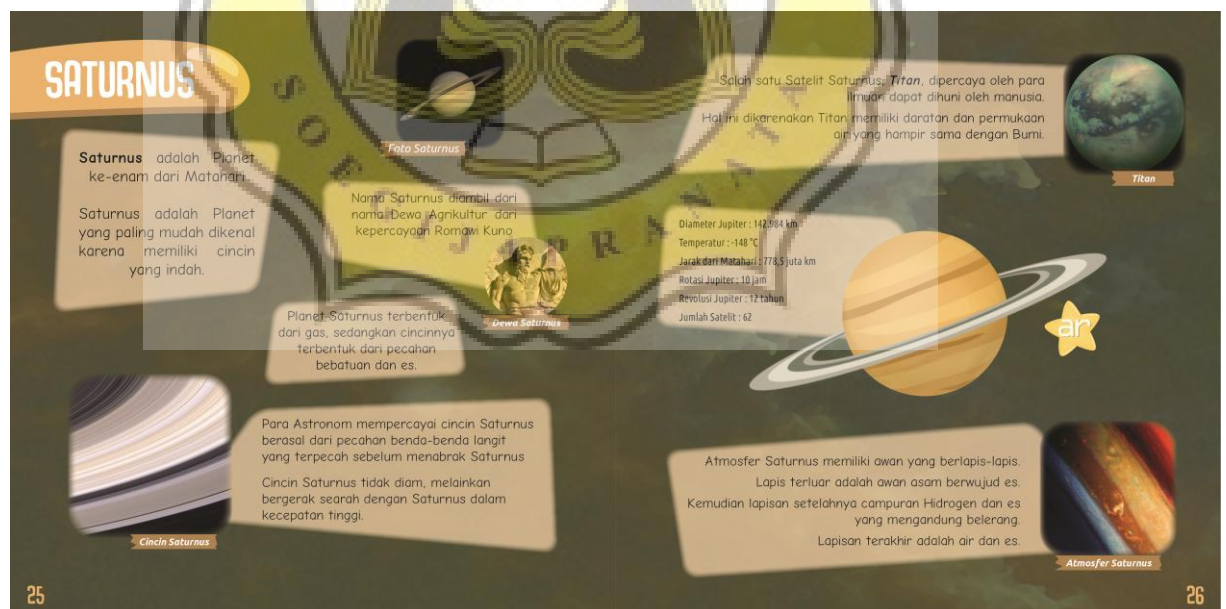 SATURNUS
Saturnus adalah Planet
ke-enam dari Matahari.
Saturnus adalah Planet
yang paling mudah dikenal
karena memiliki cincin
yang indah.
Foto Saturnus
Nama Saturnus diambil dari
nama Dewa Agrikultur dari
kepercayaan Romawi Kuno
Dewa Saturnus
Planet Saturnus terbentuk
dari gas, sedangkan cincinnya
terbentuk dari pecahan
bebatuan dan es.
Cincin Saturnus
Para Astronom mempercayai cincin Saturnus
berasal dari pecahan benda-benda langit
yang terpecah sebelum menabrak Saturnus
Cincin Saturnus tidak diam, melainkan
bergerak searah dengan Saturnus dalam
kecepatan tinggi.
25
SOEGIJAPRANATA
Salah satu Satelit Saturnus, Titan, dipercaya oleh para
ilmuan dapat dihuni oleh manusia.
Hal ini dikarenakan Titan memiliki daratan dan permukaan
air yang hampir sama dengan Bumi.
Titan
Diameter Jupiter : 142.984 km
Temperatur : -148 °C
Jarak dari Matahari : 778,5 juta km
Rotasi Jupiter : 10 jam
Revolusi Jupiter : 12 tahun
Jumlah Satelit : 62
ar
Atmosfer Saturnus memiliki awan yang berlapis-lapis.
Lapis terluar adalah awan asam berwujud es.
Kemudian lapisan setelahnya campuran Hidrogen dan es
yang mengandung belerang.
Lapisan terakhir adalah air dan es.
Atmosfer Saturnus
26